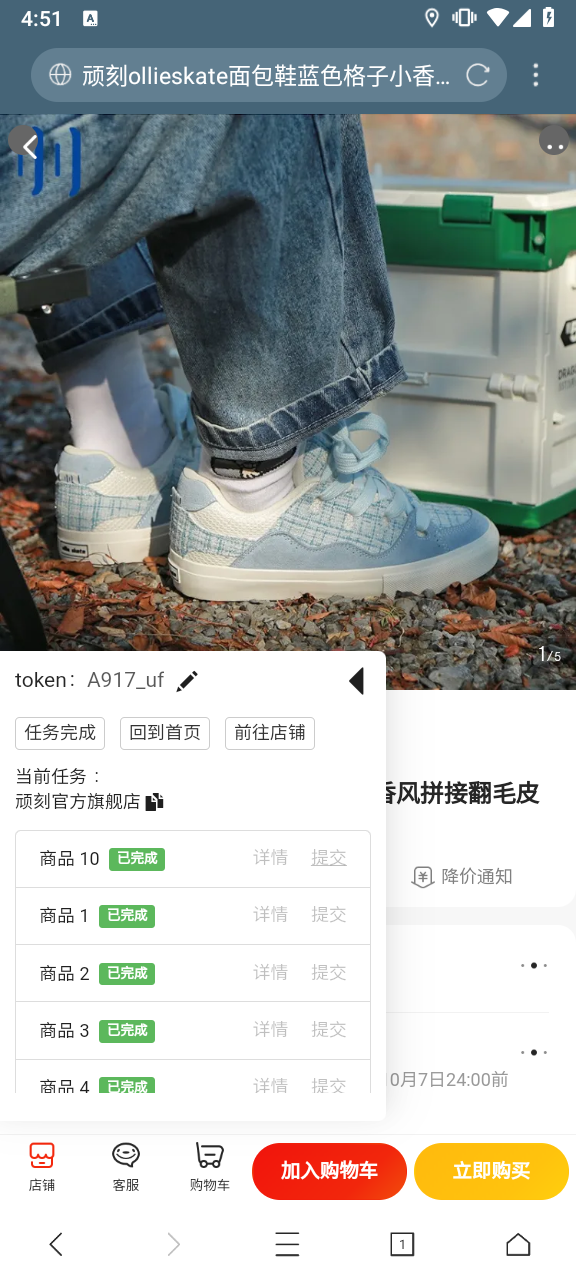 4:51
A
顽刻ollieskate面包鞋蓝色格子小香...
1/5
token: A917_uf
任务完成 回到首页 前往店铺
当前任务：
顽刻官方旗舰店
香风拼接翻毛皮
商品 10 已完成 详情 提交
降价通知
商品 1 已完成 详情 提交
商品 2 已完成 详情 提交
商品 3 已完成 详情 提交
10月7日24:00前
商品 4 已完成 详情 提交
店铺 客服 购物车 加入购物车 立即购买
1